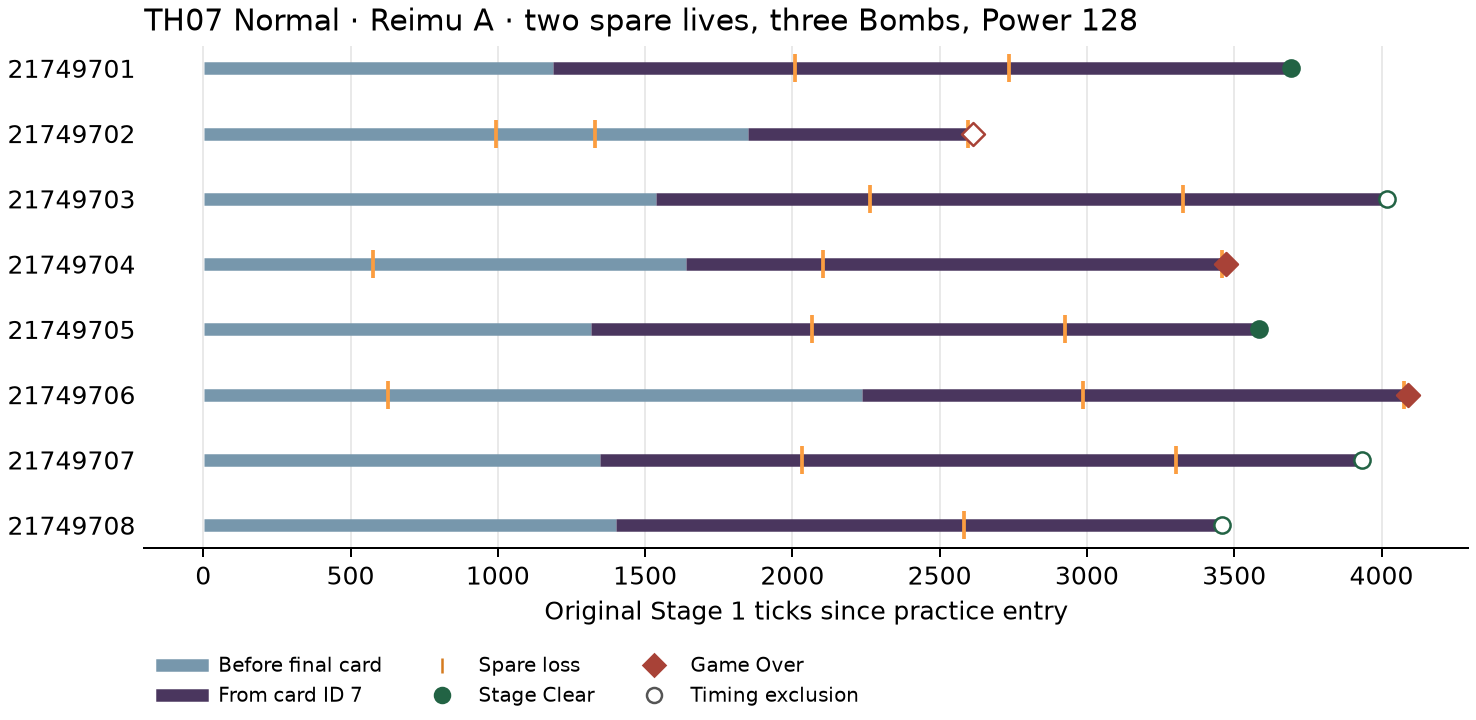 TH07 Normal · Reimu A · two spare lives, three Bombs, Power 128
21749701
21749702
21749703
21749704
21749705
21749706
21749707
21749708
0 500 1000 1500 2000 2500 3000 3500 4000
Original Stage 1 ticks since practice entry
Before final card
From card ID 7
Spare loss
Stage Clear
Game Over
Timing exclusion